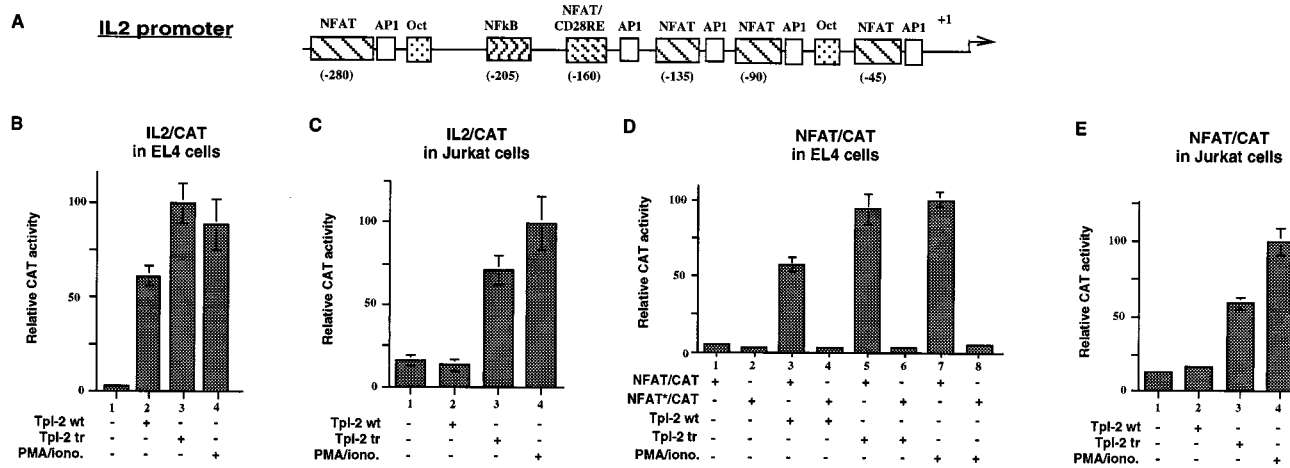 A
IL2 promoter
NFAT AP1 Oct NFkB NFAT/CD28RE AP1 NFAT AP1 NFAT AP1 Oct NFAT AP1 +1
(-280) (-205) (-160) (-135) (-90) (-45)
B
IL2/CAT
in EL4 cells
Relative CAT activity
100
50
0
1 2 3 4
Tpl-2 wt - + - -
Tpl-2 tr - - + -
PMA/iono. - - - +
C
IL2/CAT
in Jurkat cells
Relative CAT activity
100
50
0
1 2 3 4
Tpl-2 wt - + - -
Tpl-2 tr - - + -
PMA/iono. - - - +
D
NFAT/CAT
in EL4 cells
Relative CAT activity
100
50
0
1 2 3 4 5 6 7 8
NFAT/CAT + - + - + - + -
NFAT*/CAT - + - + - + - +
Tpl-2 wt - - + + - - - -
Tpl-2 tr - - - - + + - -
PMA/iono. - - - - - - + +
E
NFAT/CAT
in Jurkat cells
Relative CAT activity
100
50
0
1 2 3 4
Tpl-2 wt - + - -
Tpl-2 tr - - + -
PMA/iono. - - - +